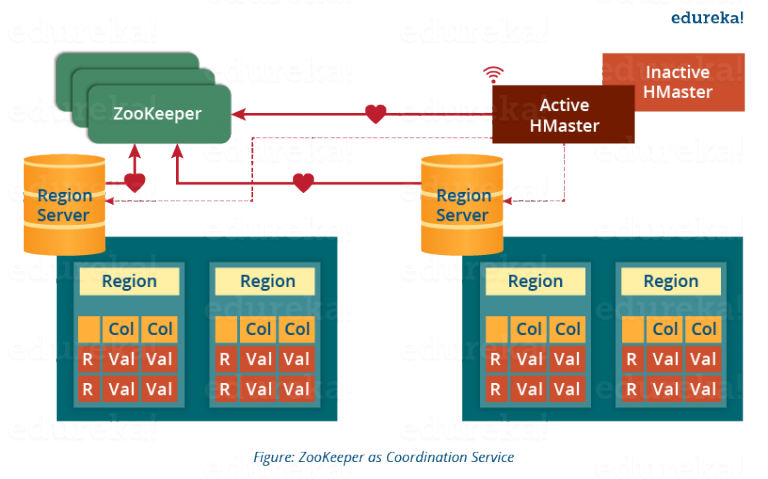 edureka!
ZooKeeper
Active
HMaster
Inactive
HMaster
Region
Server
Region
Server
Region
Col Col
R Val Val
R Val Val
Region
Col Col
R Val Val
R Val Val
Region
Col Col
R Val Val
R Val Val
Region
Col Col
R Val Val
R Val Val
Figure: ZooKeeper as Coordination Service